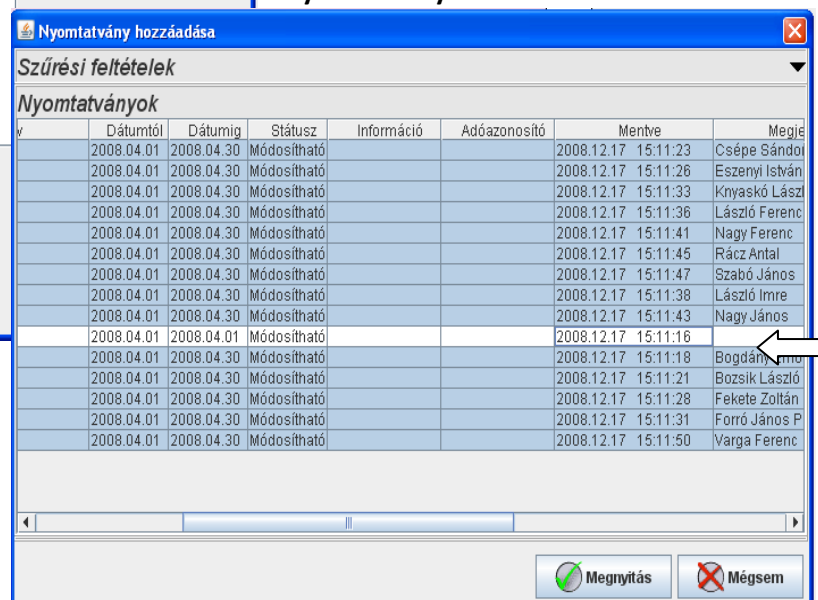 Nyomtatvány hozzáadása
Szűrési feltételek
Nyomtatványok
v Dátumtól Dátumig Státusz Információ Adóazonosító Mentve Megje
2008.04.01 2008.04.30 Módosítható 2008.12.17 15:11:23 Csépe Sándor
2008.04.01 2008.04.30 Módosítható 2008.12.17 15:11:26 Eszenyi István
2008.04.01 2008.04.30 Módosítható 2008.12.17 15:11:33 Knyaskó Lászl
2008.04.01 2008.04.30 Módosítható 2008.12.17 15:11:36 László Ferenc
2008.04.01 2008.04.30 Módosítható 2008.12.17 15:11:41 Nagy Ferenc
2008.04.01 2008.04.30 Módosítható 2008.12.17 15:11:45 Rácz Antal
2008.04.01 2008.04.30 Módosítható 2008.12.17 15:11:47 Szabó János
2008.04.01 2008.04.30 Módosítható 2008.12.17 15:11:38 László Imre
2008.04.01 2008.04.30 Módosítható 2008.12.17 15:11:43 Nagy János
2008.04.01 2008.04.01 Módosítható 2008.12.17 15:11:16
2008.04.01 2008.04.30 Módosítható 2008.12.17 15:11:18 Bogdány
2008.04.01 2008.04.30 Módosítható 2008.12.17 15:11:21 Bozsik László
2008.04.01 2008.04.30 Módosítható 2008.12.17 15:11:28 Fekete Zoltán
2008.04.01 2008.04.30 Módosítható 2008.12.17 15:11:31 Forró János P
2008.04.01 2008.04.30 Módosítható 2008.12.17 15:11:50 Varga Ferenc
Megnyitás Mégsem